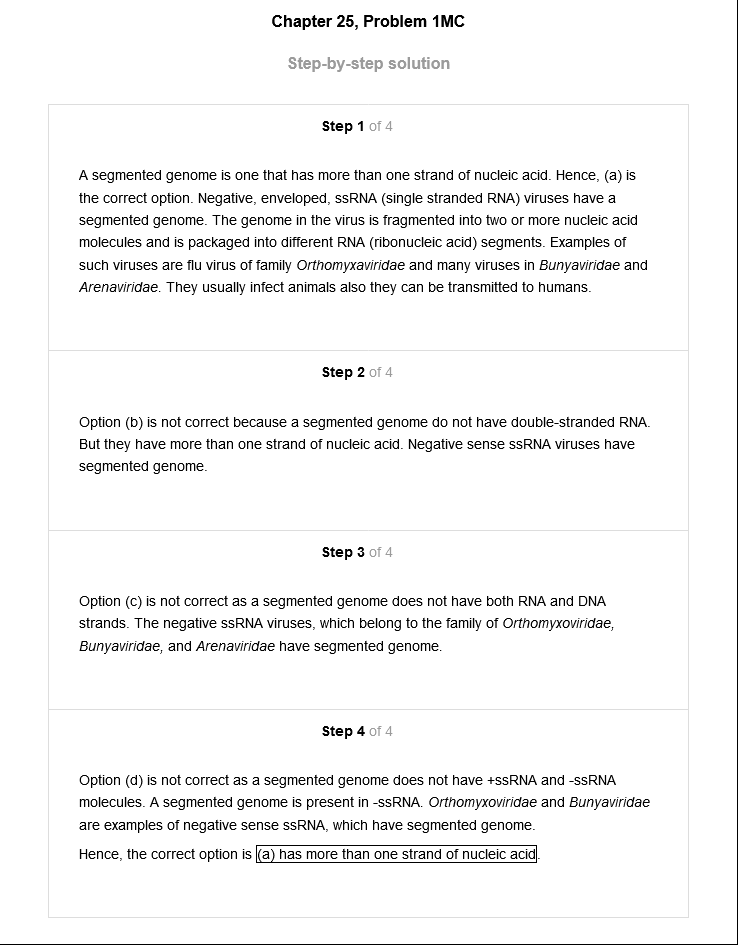 Chapter 25, Problem 1MC
Step-by-step solution
Step 1 of 4
A segmented genome is one that has more than one strand of nucleic acid. Hence, (a) is
the correct option. Negative, enveloped, ssRNA (single stranded RNA) viruses have a
segmented genome. The genome in the virus is fragmented into two or more nucleic acid
molecules and is packaged into different RNA (ribonucleic acid) segments. Examples of
such viruses are flu virus of family Orthomyxaviridae and many viruses in Bunyaviridae and
Arenaviridae. They usually infect animals also they can be transmitted to humans.
Step 2 of 4
Option (b) is not correct because a segmented genome do not have double-stranded RNA.
But they have more than one strand of nucleic acid. Negative sense ssRNA viruses have
segmented genome.
Step 3 of 4
Option (c) is not correct as a segmented genome does not have both RNA and DNA
strands. The negative ssRNA viruses, which belong to the family of Orthomyxoviridae,
Bunyaviridae, and Arenaviridae have segmented genome.
Step 4 of 4
Option (d) is not correct as a segmented genome does not have +ssRNA and -ssRNA
molecules. A segmented genome is present in -ssRNA. Orthomyxoviridae and Bunyaviridae
are examples of negative sense ssRNA, which have segmented genome.
Hence, the correct option is (a) has more than one strand of nucleic acid.